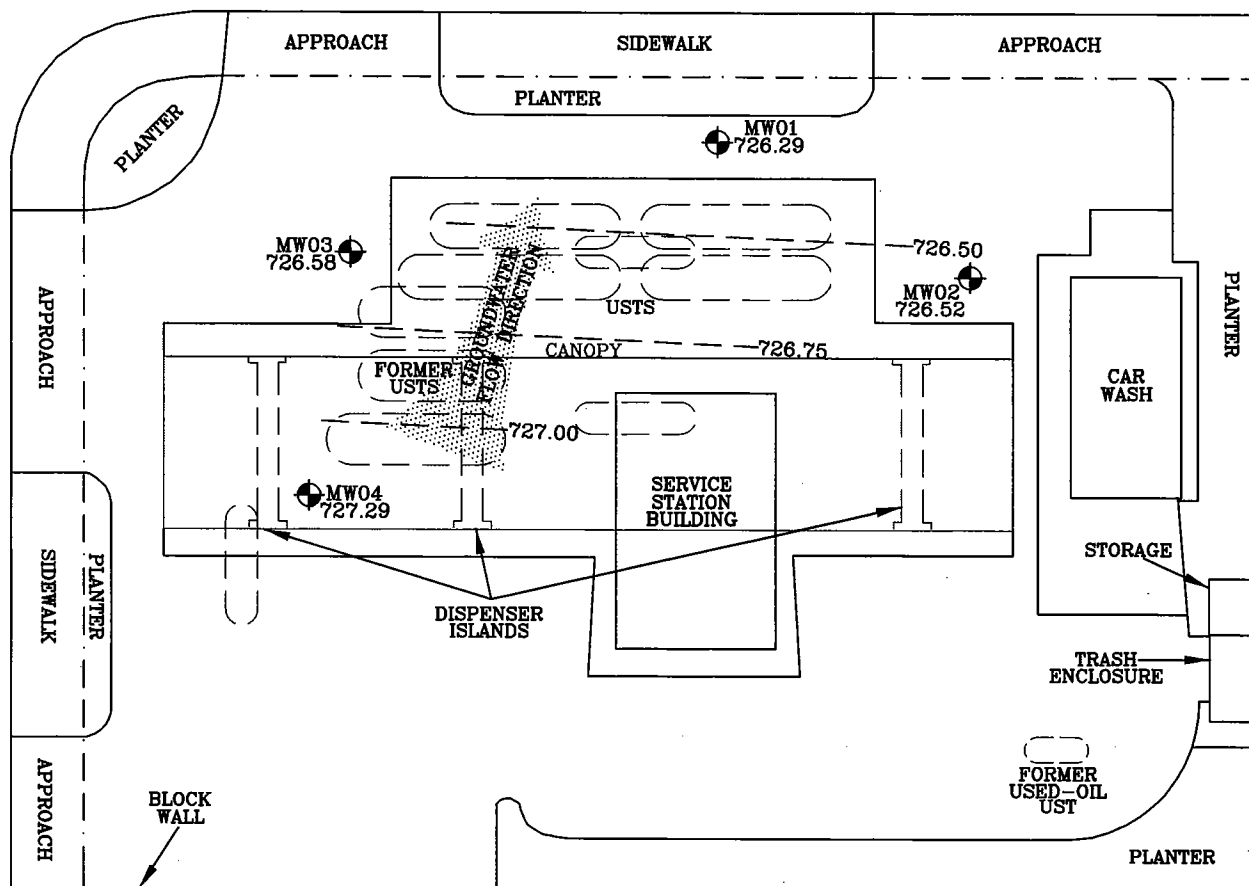 APPROACH
SIDEWALK
APPROACH
PLANTER
PLANTER
MW01
726.29
MW03
726.58
726.50
MW02
726.52
USTS
GROUNDWATER
FLOW DIRECTION
CANOPY
726.75
FORMER
USTS
727.00
MW04
727.29
SERVICE
STATION
BUILDING
CAR
WASH
PLANTER
APPROACH
SIDEWALK
PLANTER
DISPENSER
ISLANDS
STORAGE
TRASH
ENCLOSURE
FORMER
USED-OIL
UST
APPROACH
BLOCK
WALL
PLANTER